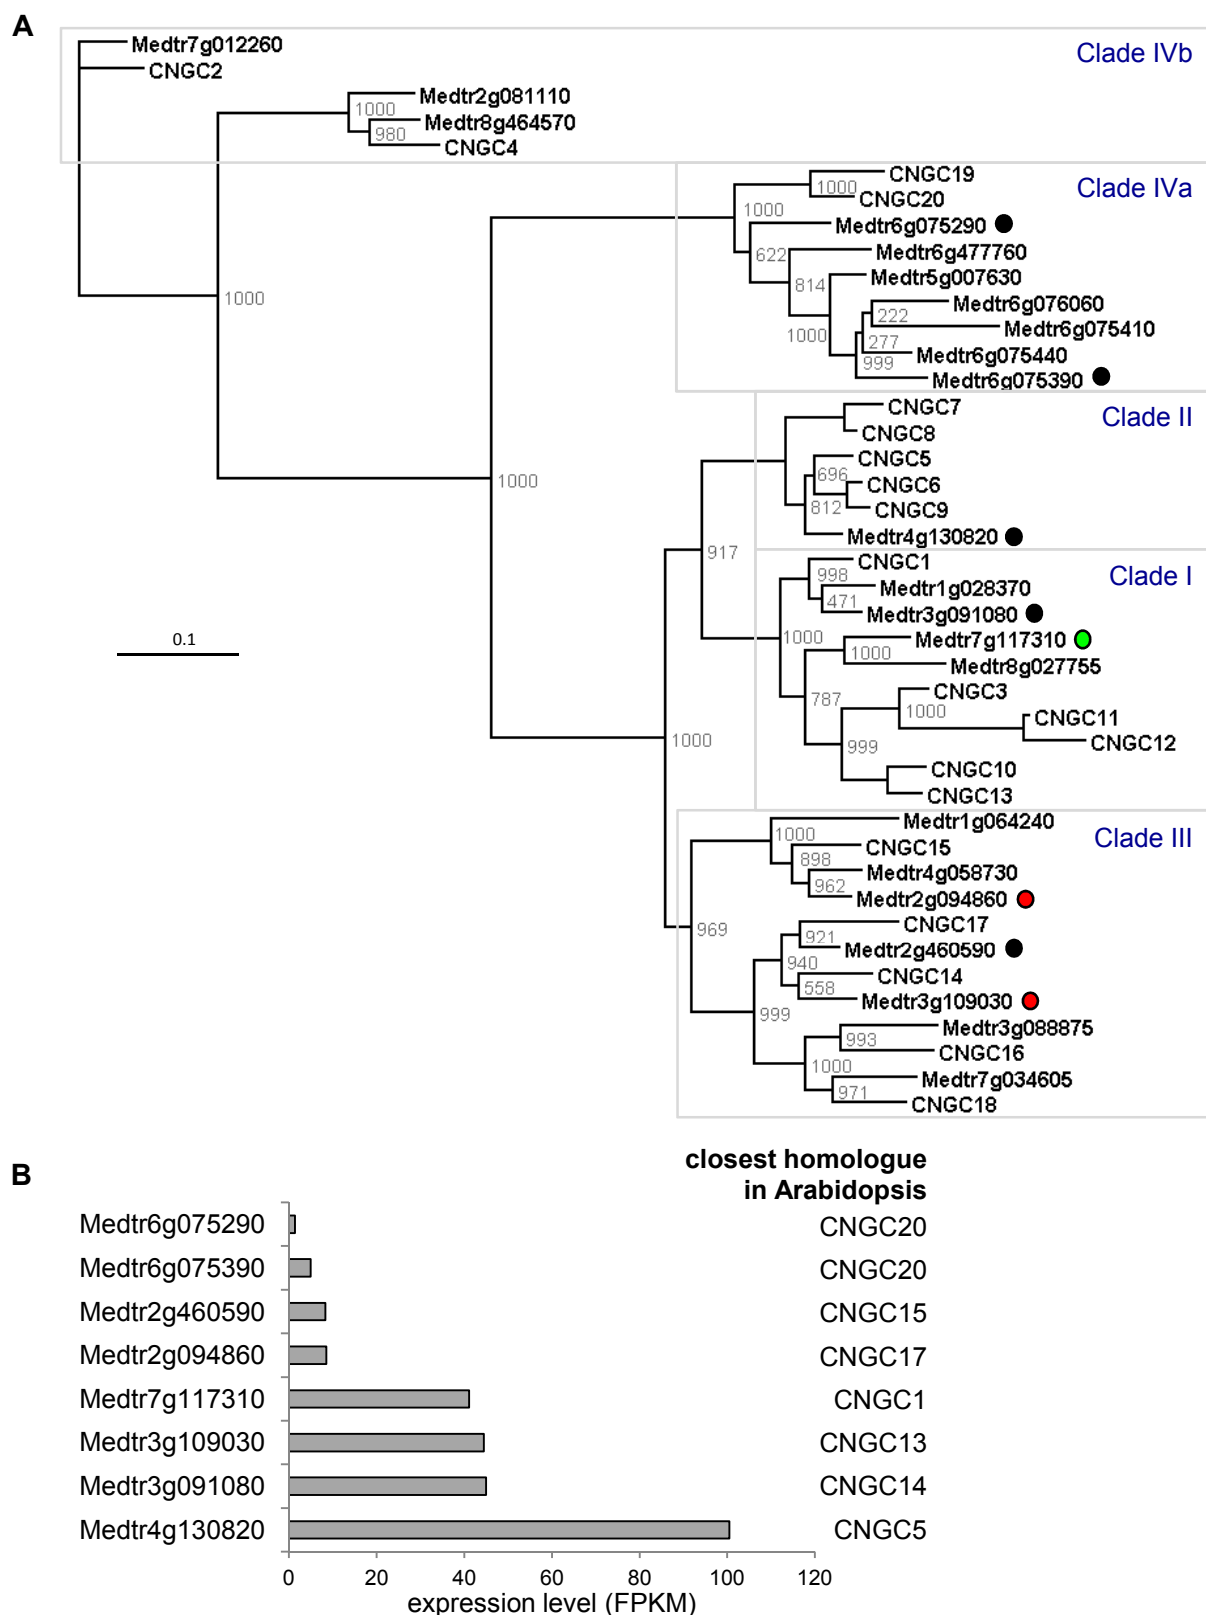 A
Medtr7g012260
Clade IVb
CNGC2
Medtr2g081110
1000
Medtr8g464570
980
CNGC4
CNGC19
Clade IVa
1000
CNGC20
1000
Medtr6g075290
622
Medtr6g477760
Medtr5g007630
814
1000
Medtr6g076060
222
Medtr6g075410
1000
277
Medtr6g075440
999
Medtr6g075390
CNGC7
Clade II
CNGC8
CNGC5
696
CNGC6
1000
812
CNGC9
Medtr4g130820
917
CNGC1
998
Clade I
Medtr1g028370
471
Medtr3g091080
0.1
1000
Medtr7g117310
1000
Medtr8g027755
CNGC3
787
1000
CNGC11
1000
999
CNGC12
CNGC10
CNGC13
Medtr1g064240
1000
Clade III
CNGC15
898
Medtr4g058730
962
Medtr2g094860
969
CNGC17
921
Medtr2g460590
940
CNGC14
558
Medtr3g109030
999
Medtr3g088875
993
CNGC16
1000
Medtr7g034605
971
CNGC18
B
closest homologue
in Arabidopsis
Medtr6g075290 CNGC20
Medtr6g075390 CNGC20
Medtr2g460590 CNGC15
Medtr2g094860 CNGC17
Medtr7g117310 CNGC1
Medtr3g109030 CNGC13
Medtr3g091080 CNGC14
Medtr4g130820 CNGC5
0 20 40 60 80 100 120
expression level (FPKM)